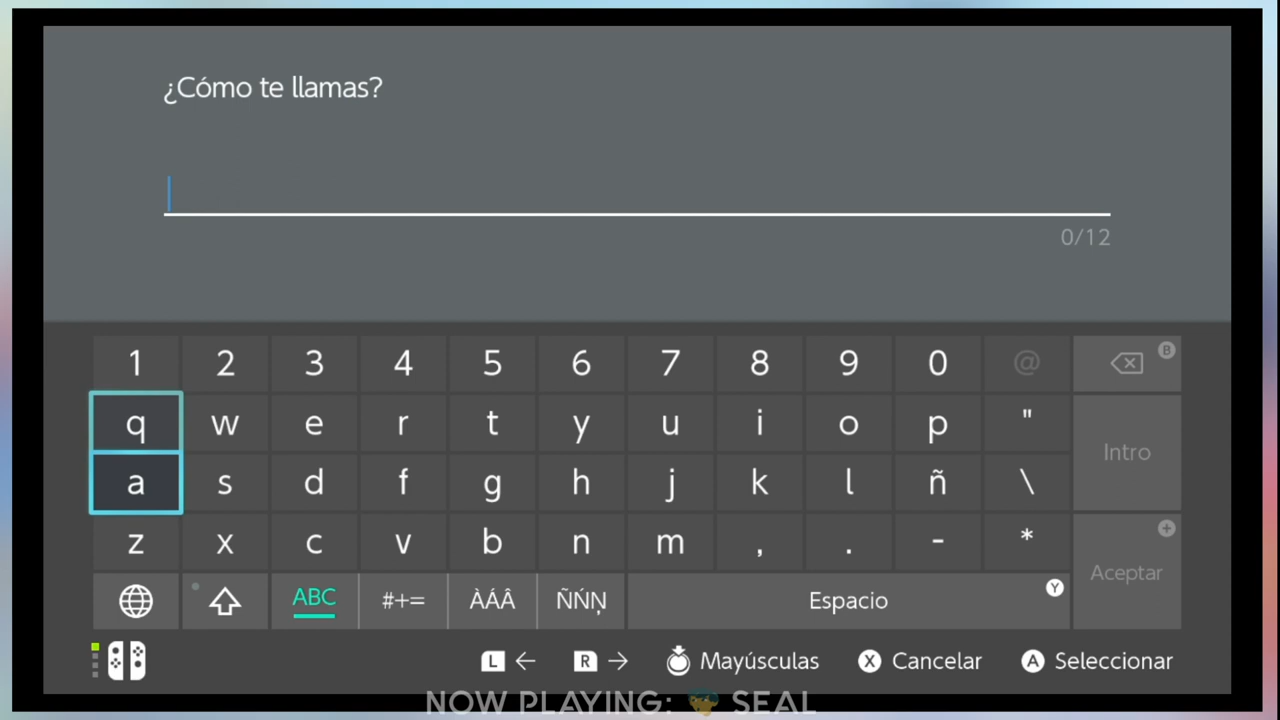 ¿Cómo te llamas?
0/12
1 2 3 4 5 6 7 8 9 0 @ B
q w e r t y u i o p "
Intro
a s d f g h j k l ñ \
z x c v b n m , . - * +
Aceptar
ABC #+= ÀÁÂ ÑŃŅ Espacio Y
L ← R → Mayúsculas X Cancelar A Seleccionar
NOW PLAYING: SEAL